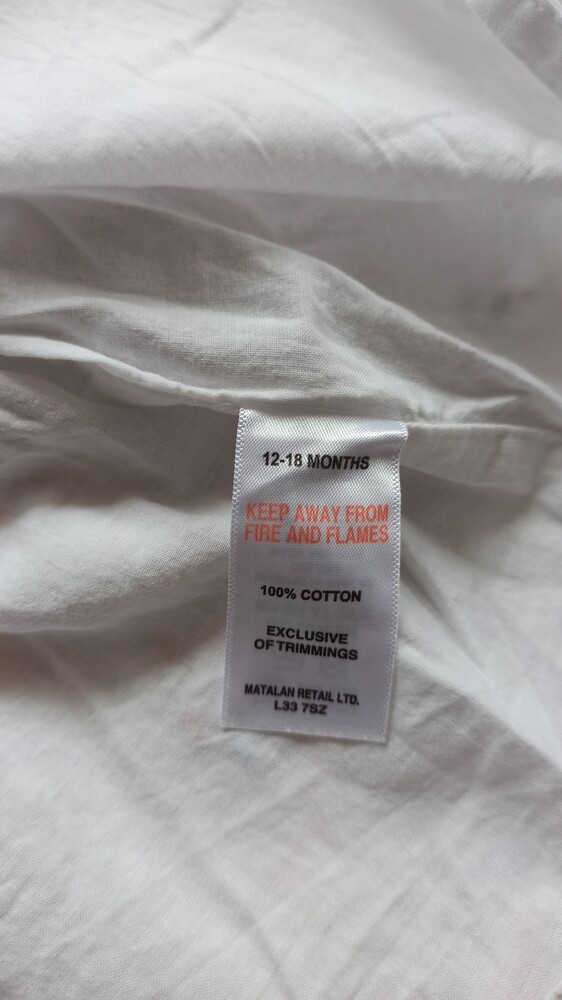 12-18 MONTHS
KEEP AWAY FROM
FIRE AND FLAMES
100% COTTON
EXCLUSIVE
OF TRIMMINGS
MATALAN RETAIL LTD.
L33 7SZ